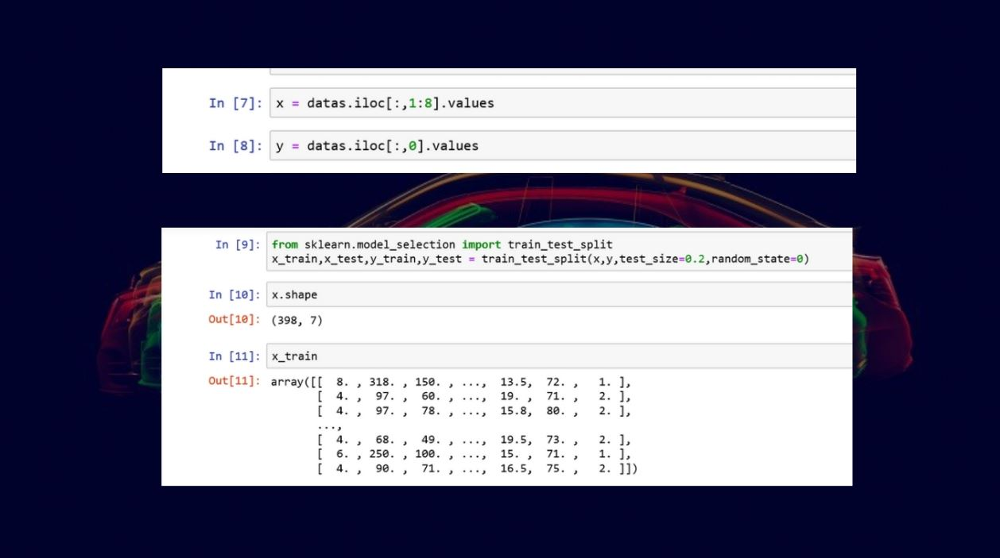 In [7]: x = datas.iloc[:,1:8].values
In [8]: y = datas.iloc[:,0].values
In [9]: from sklearn.model_selection import train_test_split
x_train,x_test,y_train,y_test = train_test_split(x,y,test_size=0.2,random_state=0)
In [10]: x.shape
Out[10]: (398, 7)
In [11]: x_train
Out[11]: array([[  8. , 318. , 150. , ...,  13.5,  72. ,   1. ],
[  4. ,  97. ,  60. , ...,  19. ,  71. ,   2. ],
[  4. ,  97. ,  78. , ...,  15.8,  80. ,   2. ],
...,
[  4. ,  68. ,  49. , ...,  19.5,  73. ,   2. ],
[  6. , 250. , 100. , ...,  15. ,  71. ,   1. ],
[  4. ,  90. ,  71. , ...,  16.5,  75. ,   2. ]])